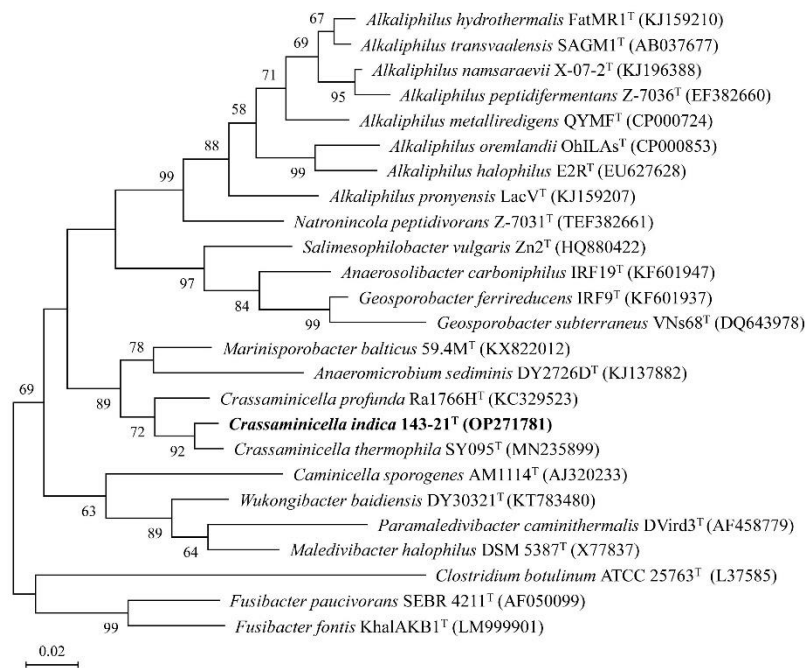 67
Alkaliphilus hydrothermalis FatMR1ᵀ (KJ159210)
69
Alkaliphilus transvaalensis SAGM1ᵀ (AB037677)
71
Alkaliphilus namsaraevii X-07-2ᵀ (KJ196388)
95
Alkaliphilus peptidifermentans Z-7036ᵀ (EF382660)
58
Alkaliphilus metalliredigens QYMFᵀ (CP000724)
88
Alkaliphilus oremlandii OhILAsᵀ (CP000853)
99
Alkaliphilus halophilus E2Rᵀ (EU627628)
99
Alkaliphilus pronyensis LacVᵀ (KJ159207)
Natronincola peptidivorans Z-7031ᵀ (TEF382661)
Salimesophilobacter vulgaris Zn2ᵀ (HQ880422)
97
Anaerosolibacter carboniphilus IRF19ᵀ (KF601947)
84
Geosporobacter ferrireducens IRF9ᵀ (KF601937)
99
Geosporobacter subterraneus VNs68ᵀ (DQ643978)
78
Marinisporobacter balticus 59.4Mᵀ (KX822012)
Anaeromicrobium sediminis DY2726Dᵀ (KJ137882)
69
89
Crassaminicella profunda Ra1766Hᵀ (KC329523)
72
Crassaminicella indica 143-21ᵀ (OP271781)
92
Crassaminicella thermophila SY095ᵀ (MN235899)
Caminicella sporogenes AM1114ᵀ (AJ320233)
63
Wukongibacter baidiensis DY30321ᵀ (KT783480)
89
Paramaledivibacter caminithermalis DVird3ᵀ (AF458779)
64
Maledivibacter halophilus DSM 5387ᵀ (X77837)
Clostridium botulinum ATCC 25763ᵀ (L37585)
Fusibacter paucivorans SEBR 4211ᵀ (AF050099)
99
Fusibacter fontis KhalAKB1ᵀ (LM999901)
0.02